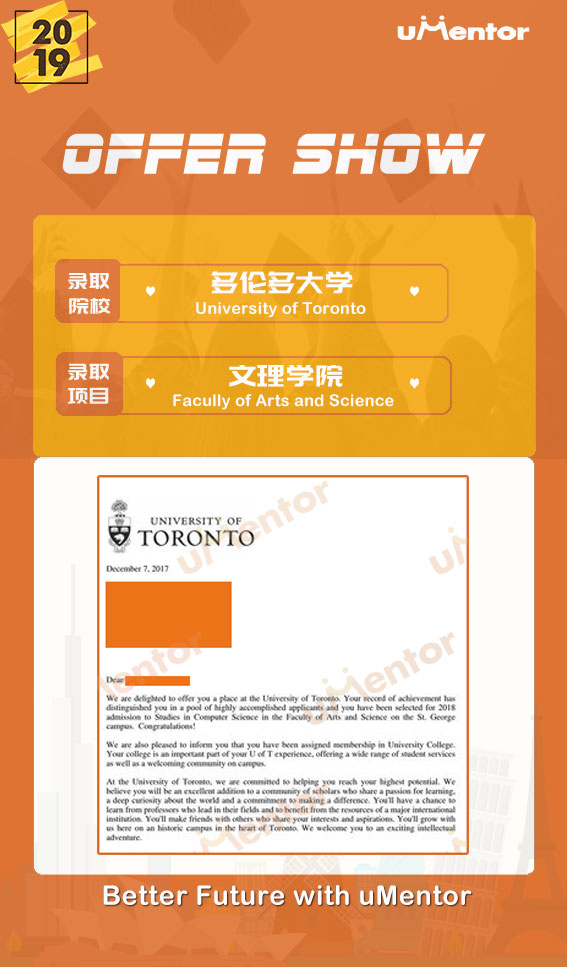 20
19
uMentor
OFFER SHOW
录取
院校
多伦多大学
University of Toronto
录取
项目
文理学院
Facully of Arts and Science
UNIVERSITY OF
TORONTO
December 7, 2017
Dear
We are delighted to offer you a place at the University of Toronto. Your record of achievement has
distinguished you in a pool of highly accomplished applicants and you have been selected for 2018
admission to Studies in Computer Science in the Faculty of Arts and Science on the St. George
campus. Congratulations!
We are also pleased to inform you that you have been assigned membership in University College.
Your college is an important part of your U of T experience, offering a wide range of student services
as well as a welcoming community on campus.
At the University of Toronto, we are committed to helping you reach your highest potential. We
believe you will be an excellent addition to a community of scholars who share a passion for learning,
a deep curiosity about the world and a commitment to making a difference. You'll have a chance to
learn from professors who lead in their fields and to benefit from the resources of a major international
institution. You'll make friends with others who share your interests and aspirations. You'll grow with
us here on an historic campus in the heart of Toronto. We welcome you to an exciting intellectual
adventure.
uMentor
uMentor
Better Future with uMentor